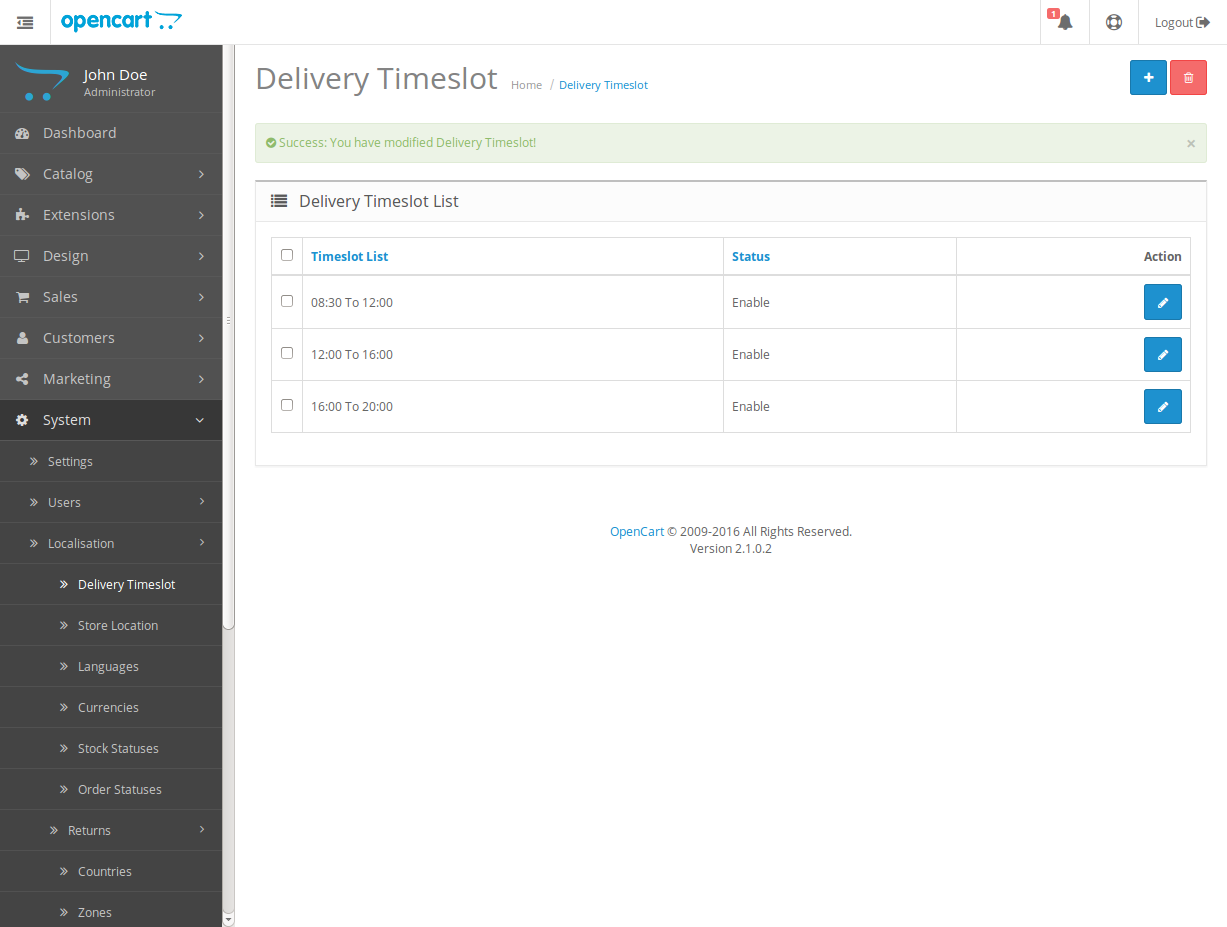 opencart
1
Logout
John Doe
Administrator
Dashboard
Catalog
Extensions
Design
Sales
Customers
Marketing
System
Settings
Users
Localisation
Delivery Timeslot
Store Location
Languages
Currencies
Stock Statuses
Order Statuses
Returns
Countries
Zones
Delivery Timeslot Home / Delivery Timeslot
Success: You have modified Delivery Timeslot! ×
Delivery Timeslot List
Timeslot List Status Action
08:30 To 12:00 Enable
12:00 To 16:00 Enable
16:00 To 20:00 Enable
OpenCart © 2009-2016 All Rights Reserved.
Version 2.1.0.2